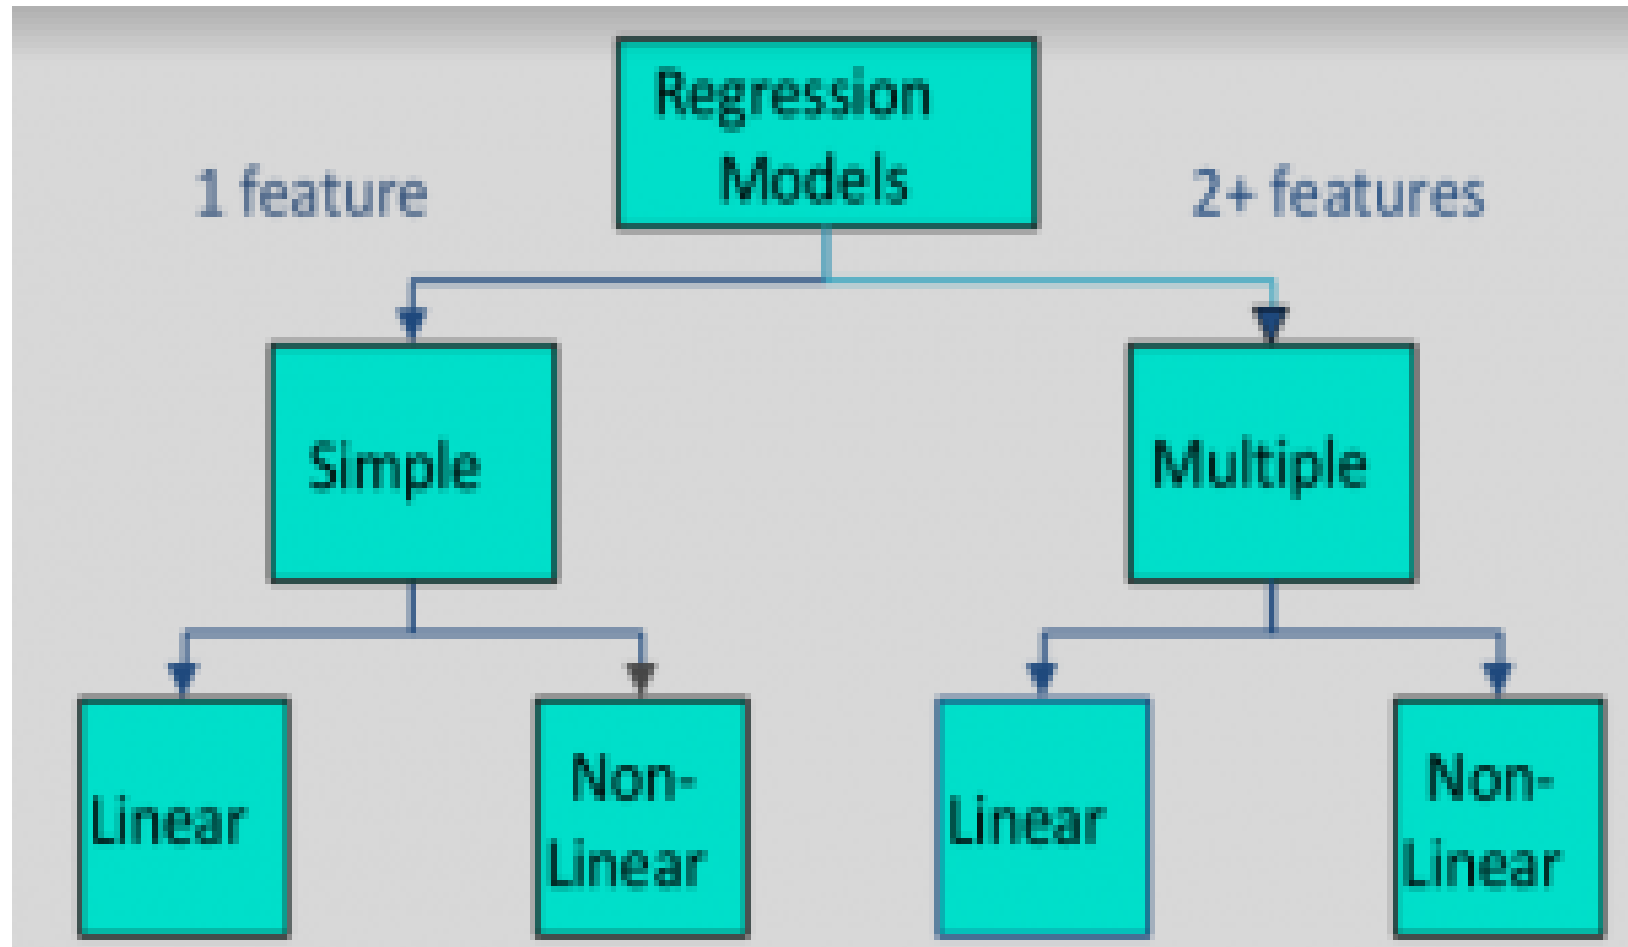 Regression
Models
1 feature
2+ features
Simple
Multiple
Linear
Non-
Linear
Linear
Non-
Linear